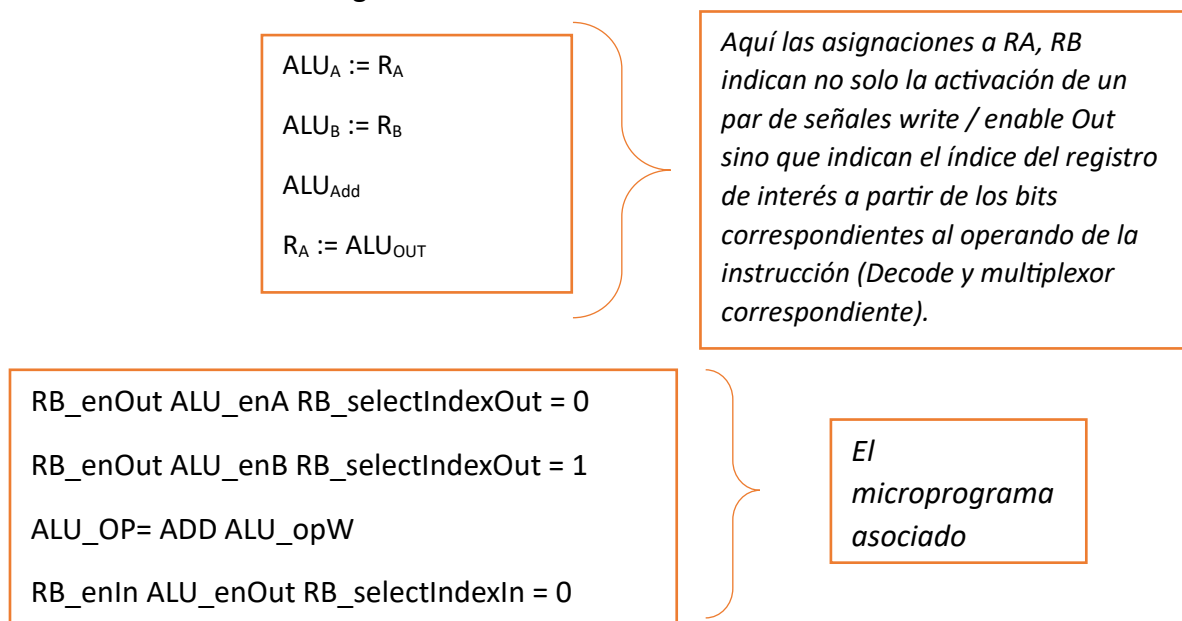 ALUA := RA
ALUB := RB
ALUAdd
RA := ALUOUT
Aquí las asignaciones a RA, RB
indican no solo la activación de un
par de señales write / enable Out
sino que indican el índice del registro
de interés a partir de los bits
correspondientes al operando de la
instrucción (Decode y multiplexor
correspondiente).
RB_enOut ALU_enA RB_selectIndexOut = 0
RB_enOut ALU_enB RB_selectIndexOut = 1
ALU_OP= ADD ALU_opW
RB_enIn ALU_enOut RB_selectIndexIn = 0
El
microprograma
asociado